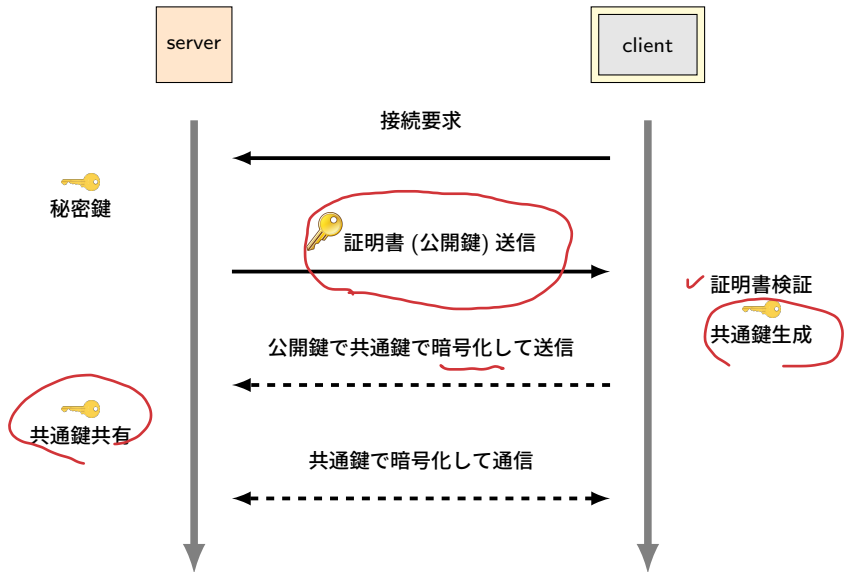 server
client
接続要求
秘密鍵
証明書 (公開鍵) 送信
証明書検証
共通鍵生成
公開鍵で共通鍵で暗号化して送信
共通鍵共有
共通鍵で暗号化して通信